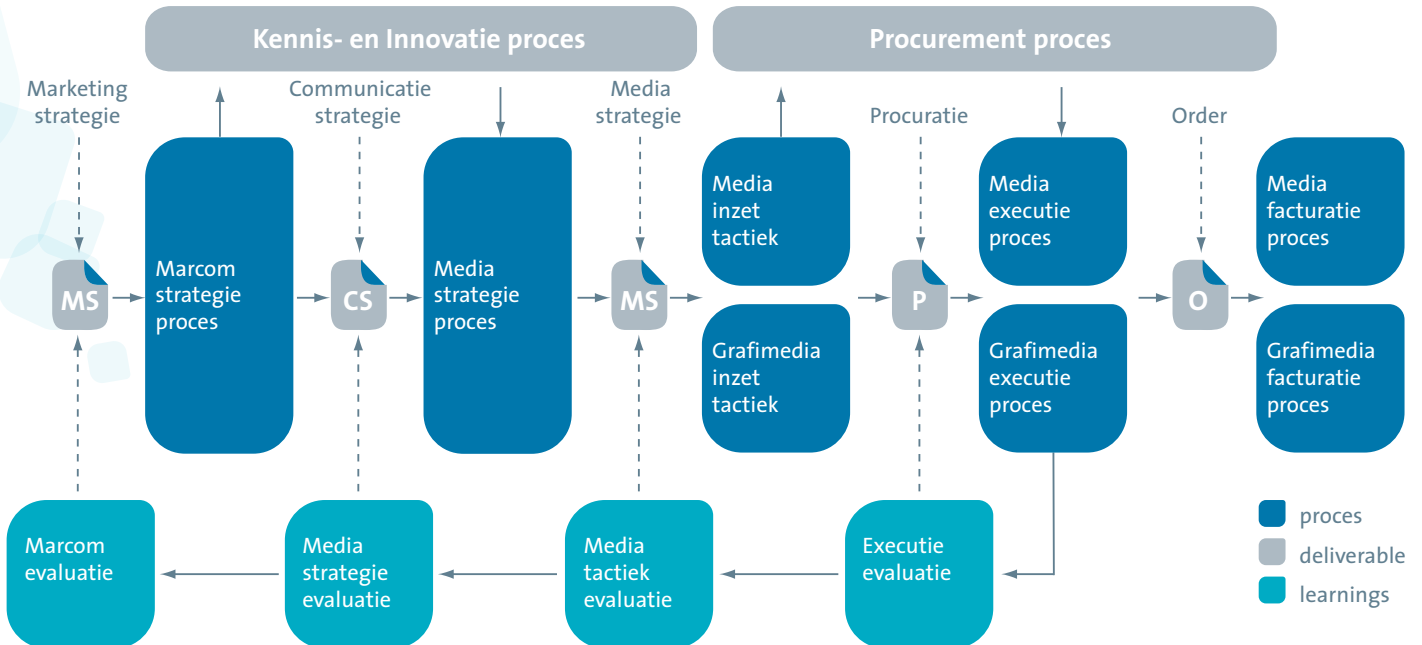 Kennis- en Innovatie proces
Procurement proces
Marketing
strategie
Communicatie
strategie
Media
strategie
Procuratie
Order
MS
Marcom
strategie
proces
CS
Media
strategie
proces
MS
Media
inzet
tactiek
Grafimedia
inzet
tactiek
P
Media
executie
proces
Grafimedia
executie
proces
O
Media
facturatie
proces
Grafimedia
facturatie
proces
Marcom
evaluatie
Media
strategie
evaluatie
Media
tactiek
evaluatie
Executie
evaluatie
proces
deliverable
learnings